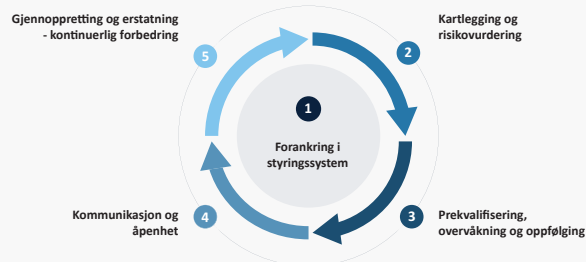 1
Forankring i
styringssystem
2
Kartlegging og
risikovurdering
3
Prekvalifisering,
overvåkning og oppfølging
4
Kommunikasjon og
åpenhet
5
Gjennoppretting og erstatning
- kontinuerlig forbedring